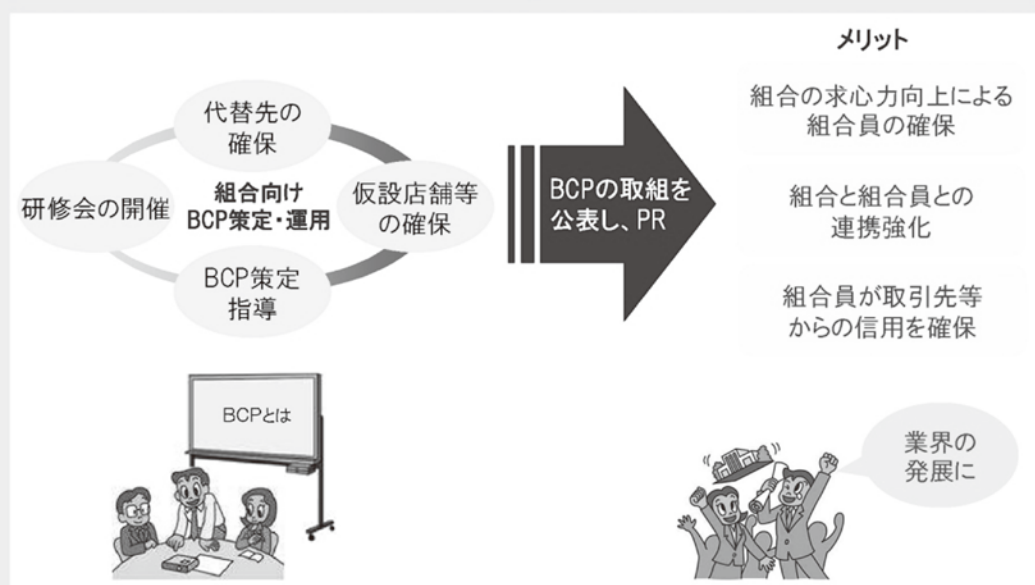 代替先の
確保
研修会の開催
組合向け
BCP策定・運用
仮設店舗等
の確保
BCP策定
指導
BCPの取組を
公表し、PR
メリット
組合の求心力向上による
組合員の確保
組合と組合員との
連携強化
組合員が取引先等
からの信用を確保
BCPとは
業界の
発展に